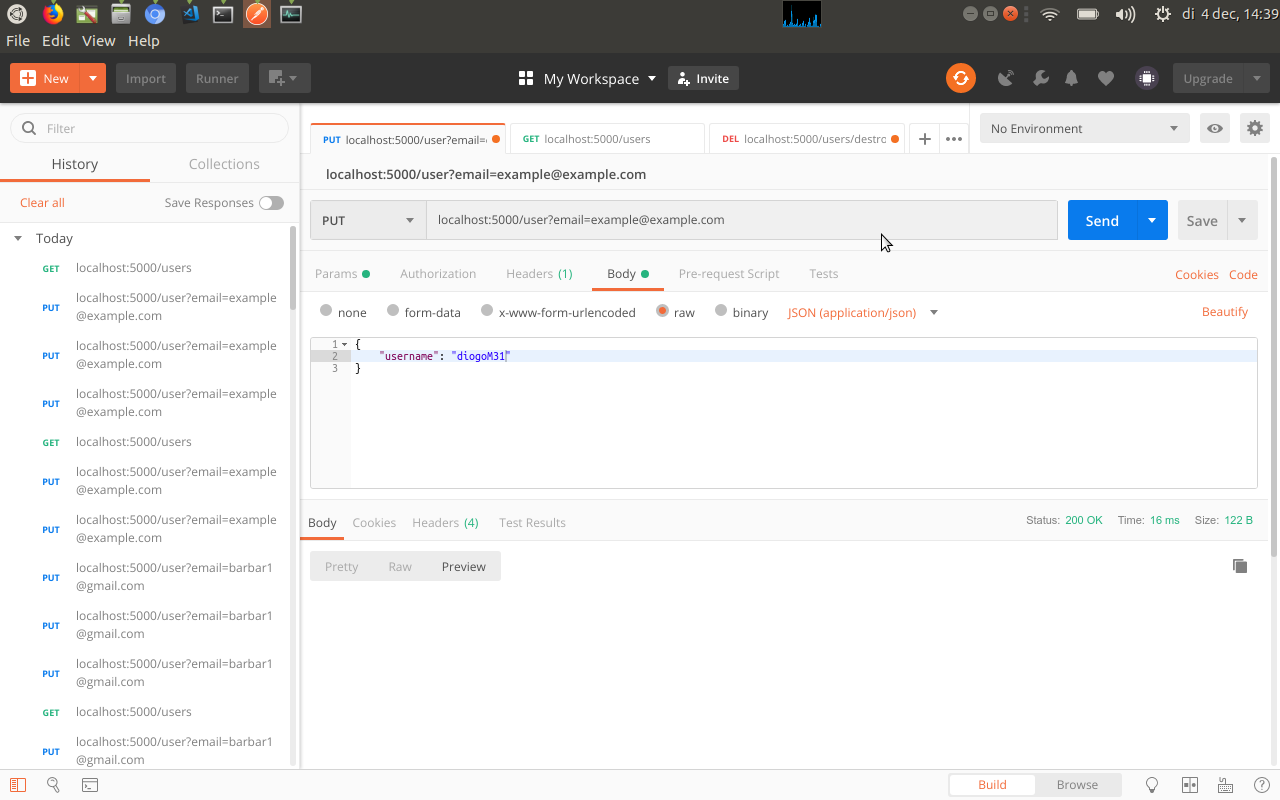 di 4 dec, 14:39
File Edit View Help
New Import Runner My Workspace Invite Upgrade
Filter
History Collections
Clear all Save Responses
Today
GET localhost:5000/users
PUT localhost:5000/user?email=example
@example.com
PUT localhost:5000/user?email=example
@example.com
PUT localhost:5000/user?email=example
@example.com
GET localhost:5000/users
PUT localhost:5000/user?email=example
@example.com
PUT localhost:5000/user?email=example
@example.com
PUT localhost:5000/user?email=barbar1
@gmail.com
PUT localhost:5000/user?email=barbar1
@gmail.com
PUT localhost:5000/user?email=barbar1
@gmail.com
GET localhost:5000/users
PUT localhost:5000/user?email=barbar1
@gmail.com
PUT localhost:5000/user?email= GET localhost:5000/users DEL localhost:5000/users/destro
No Environment
localhost:5000/user?email=example@example.com
PUT localhost:5000/user?email=example@example.com Send Save
Params Authorization Headers (1) Body Pre-request Script Tests Cookies Code
none form-data x-www-form-urlencoded raw binary JSON (application/json) Beautify
1 {
2 "username": "diogoM31"
3 }
Body Cookies Headers (4) Test Results Status: 200 OK Time: 16 ms Size: 122 B
Pretty Raw Preview
Build Browse